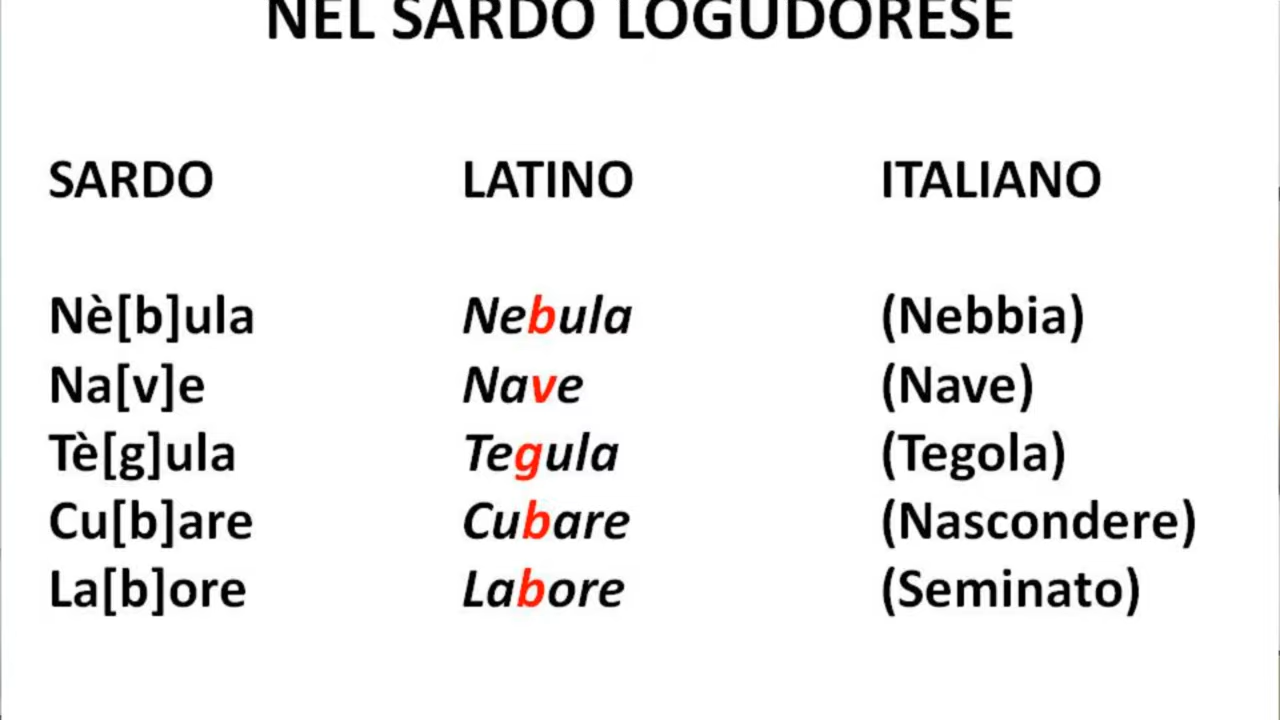 NEL SARDO LOGUDORESE
SARDO LATINO ITALIANO
Nè[b]ula Nebula (Nebbia)
Na[v]e Nave (Nave)
Tè[g]ula Tegula (Tegola)
Cu[b]are Cubare (Nascondere)
La[b]ore Labore (Seminato)